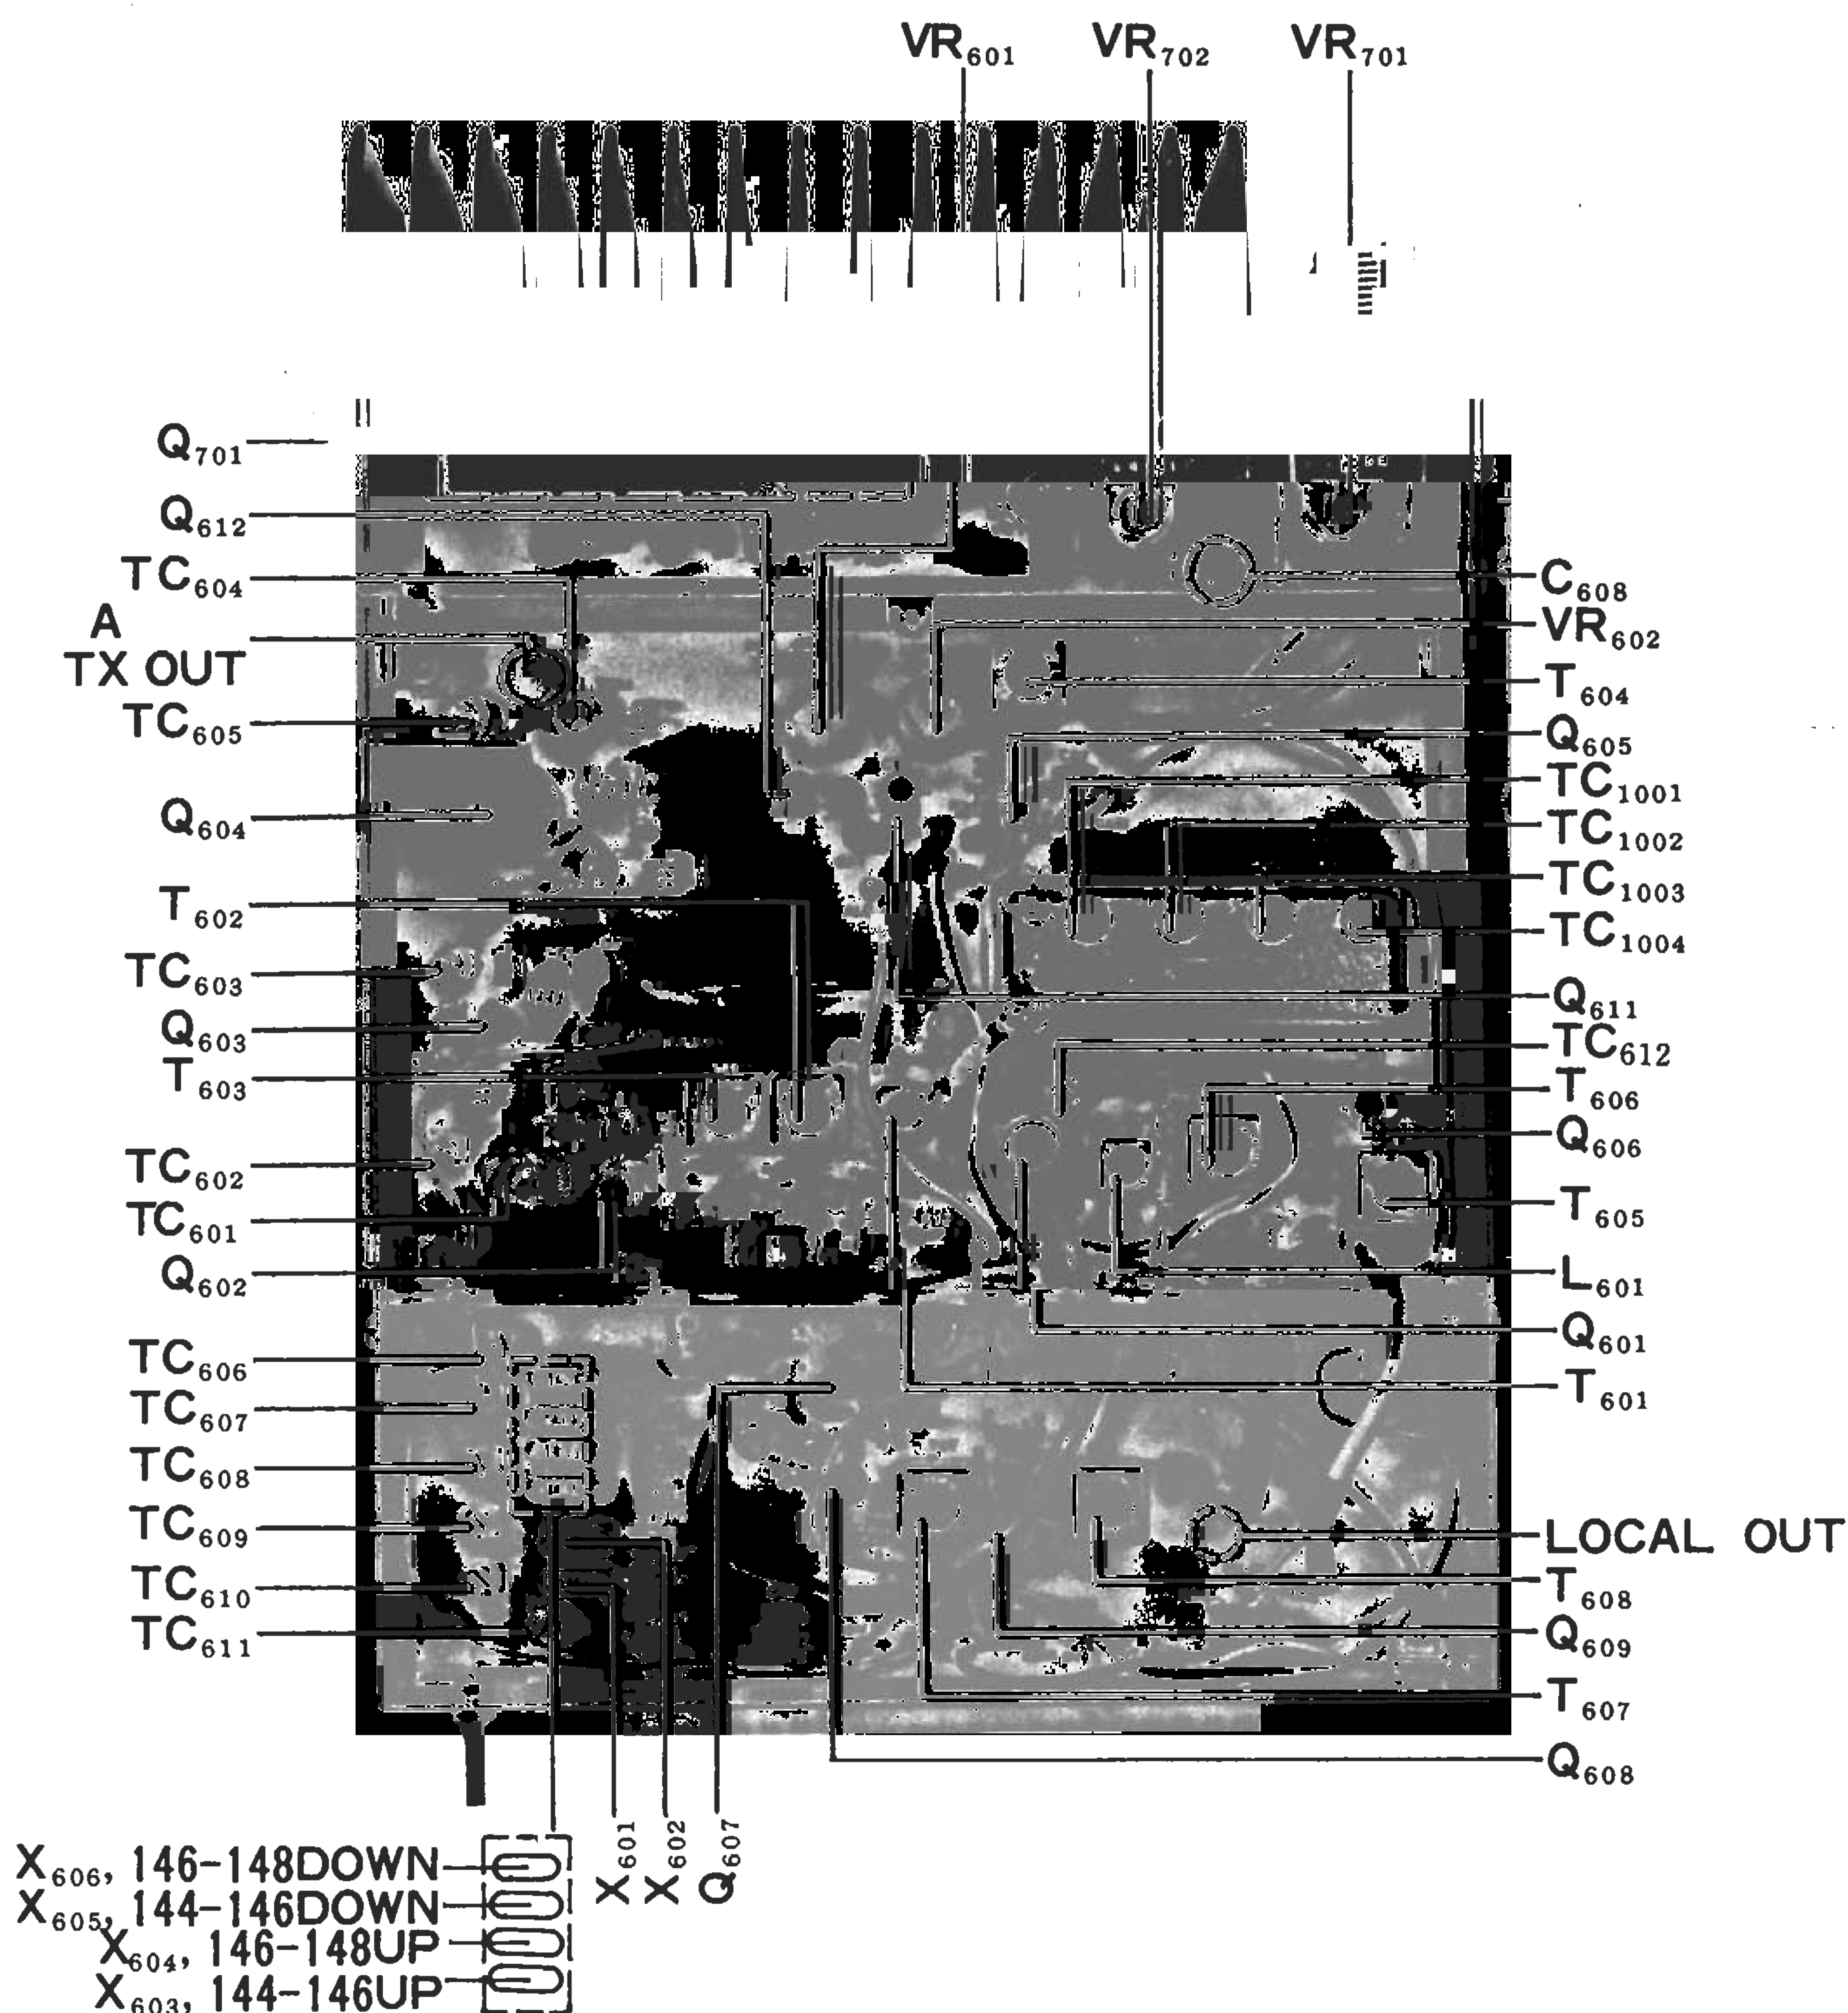 VR601 VR702 VR701
Q701
Q612
TC604
A
TX OUT
TC605
Q604
T602
TC603
Q603
T603
TC602
TC601
Q602
TC606
TC607
TC608
TC609
TC610
TC611
C608
VR602
T604
Q605
TC1001
TC1002
TC1003
TC1004
Q611
TC612
T606
Q606
T605
L601
Q601
T601
LOCAL OUT
T608
Q609
T607
Q608
X601
X602
Q607
X606, 146-148DOWN
X605, 144-146DOWN
X604, 146-148UP
X603, 144-146UP